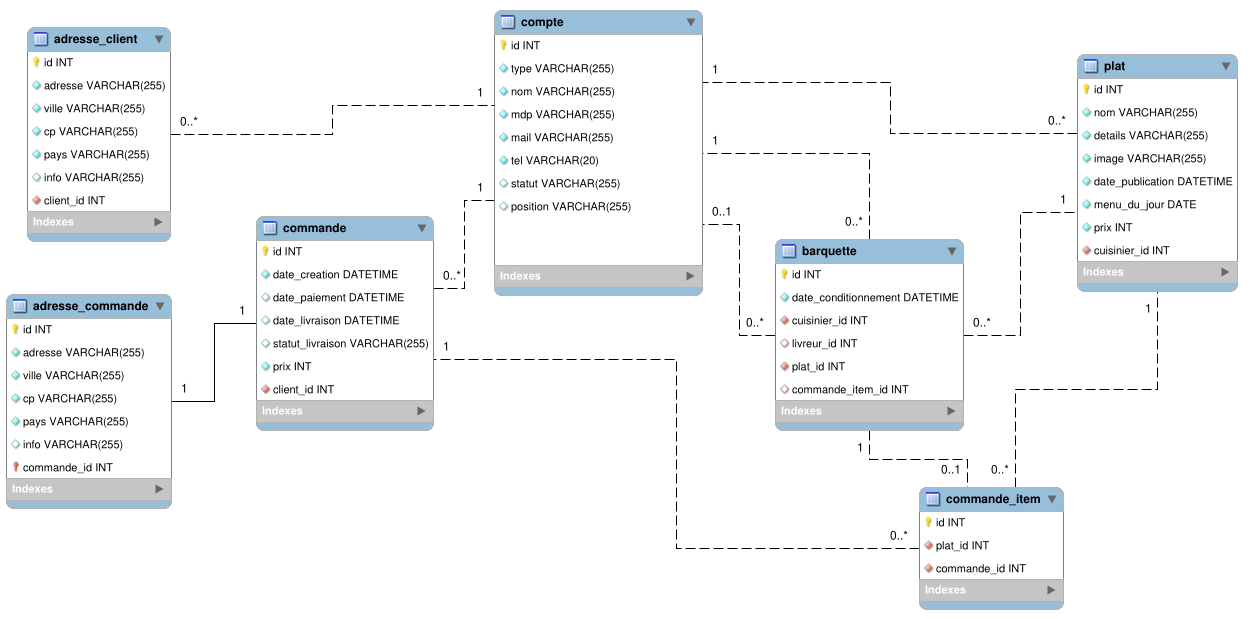 adresse_client
id INT
adresse VARCHAR(255)
ville VARCHAR(255)
cp VARCHAR(255)
pays VARCHAR(255)
info VARCHAR(255)
client_id INT
Indexes
0..*
1
compte
id INT
type VARCHAR(255)
nom VARCHAR(255)
mdp VARCHAR(255)
mail VARCHAR(255)
tel VARCHAR(20)
statut VARCHAR(255)
position VARCHAR(255)
Indexes
1
0..*
1
0..*
0..1
0..*
1
0..*
plat
id INT
nom VARCHAR(255)
details VARCHAR(255)
image VARCHAR(255)
date_publication DATETIME
menu_du_jour DATE
prix INT
cuisinier_id INT
Indexes
1
0..*
1
0..*
commande
id INT
date_creation DATETIME
date_paiement DATETIME
date_livraison DATETIME
statut_livraison VARCHAR(255)
prix INT
client_id INT
Indexes
1
1
1
0..*
barquette
id INT
date_conditionnement DATETIME
cuisinier_id INT
livreur_id INT
plat_id INT
commande_item_id INT
Indexes
1
0..1
adresse_commande
id INT
adresse VARCHAR(255)
ville VARCHAR(255)
cp VARCHAR(255)
pays VARCHAR(255)
info VARCHAR(255)
commande_id INT
Indexes
commande_item
id INT
plat_id INT
commande_id INT
Indexes